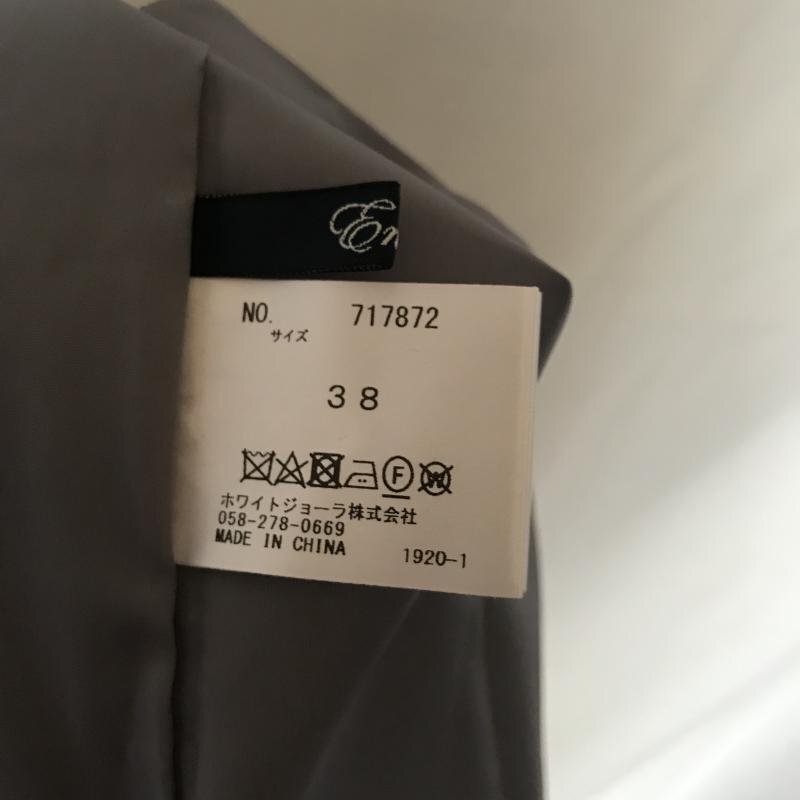 En
NO. 717872
サイズ
38
F W
ホワイトジョーラ株式会社
058-278-0669
MADE IN CHINA 1920-1